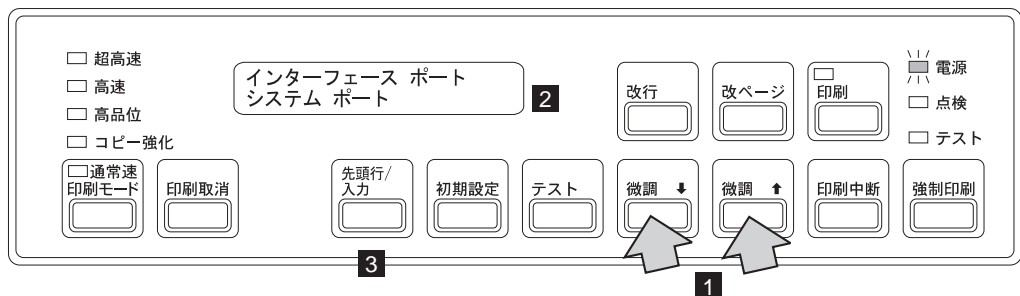 超高速
高速
高品位
コピー強化
通常速
印刷モード
印刷取消
インターフェース ポート
システム ポート
2
先頭行/
入力
3
初期設定
テスト
改行
改ページ
印刷
微調 ⬇
微調 ⬆
1
印刷中断
強制印刷
電源
点検
テスト